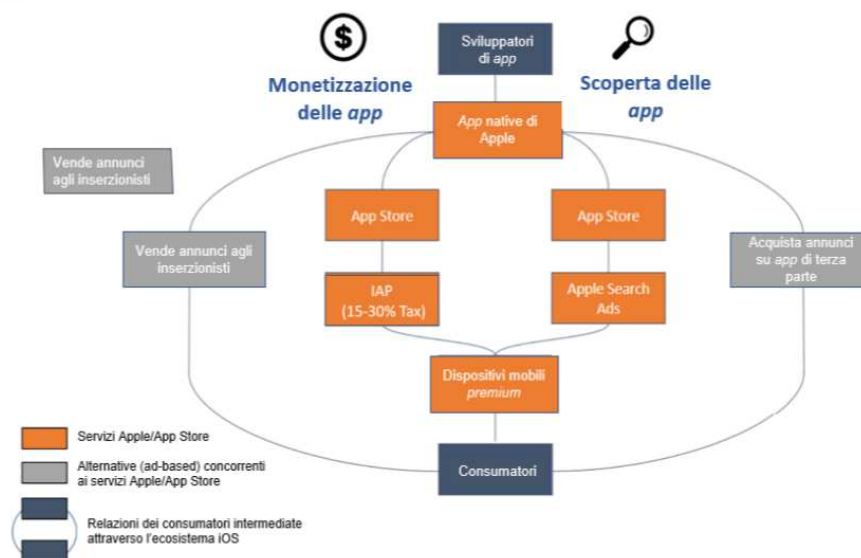 $
Sviluppatori
di app
Monetizzazione
delle app
Scoperta delle
app
App native di
Apple
Vende annunci
agli inserzionisti
App Store
App Store
Vende annunci agli
inserzionisti
Acquista annunci
su app di terza
parte
IAP
(15-30% Tax)
Apple Search
Ads
Dispositivi mobili
premium
Consumatori
Servizi Apple/App Store
Alternative (ad-based) concorrenti
ai servizi Apple/App Store
Relazioni dei consumatori intermediate
attraverso l'ecosistema iOS